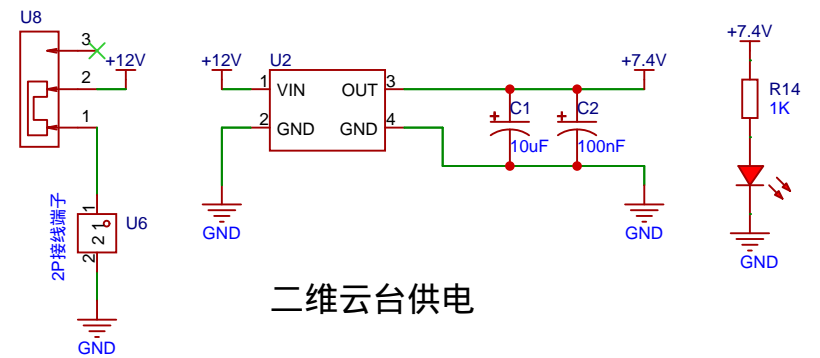 U8
3
2
1
+12V
1
2 1
2
U6
2P接线端子
GND
+12V
U2
1
VIN
OUT
3
2
GND
GND
4
GND
+7.4V
C1
10uF
C2
100nF
GND
+7.4V
R14
1K
GND
二维云台供电